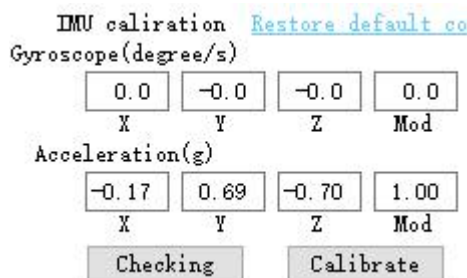 IMU caliration Restore default co
Gyroscope(degree/s)
0.0 -0.0 -0.0 0.0
X Y Z Mod
Acceleration(g)
-0.17 0.69 -0.70 1.00
X Y Z Mod
Checking Calibrate